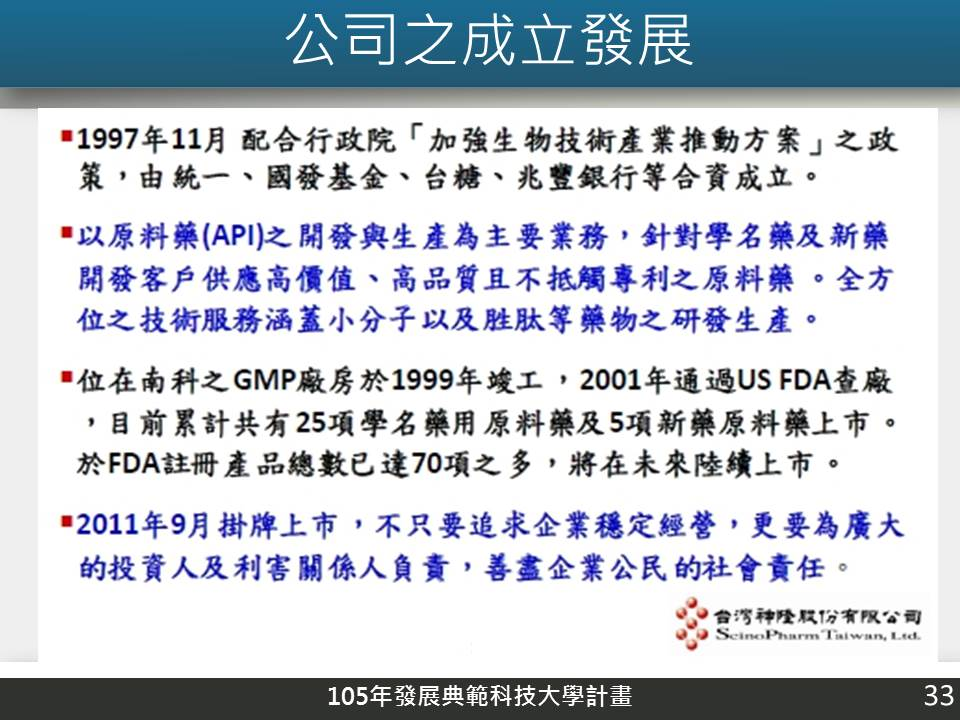 公司之成立發展
▪1997年11月 配合行政院「加強生物技術產業推動方案」之政
策，由統一、國發基金、台糖、兆豐銀行等合資成立。
▪以原料藥(API)之開發與生產為主要業務，針對學名藥及新藥
開發客戶供應高價值、高品質且不抵觸專利之原料藥。全方
位之技術服務涵蓋小分子以及胜肽等藥物之研發生產。
▪位在南科之GMP廠房於1999年竣工，2001年通過US FDA查廠
，目前累計共有25項學名藥用原料藥及5項新藥原料藥上市。
於FDA註冊產品總數已達70項之多，將在未來陸續上市。
▪2011年9月掛牌上市，不只要追求企業穩定經營，更要為廣大
的投資人及利害關係人負責，善盡企業公民的社會責任。
台灣神隆股份有限公司
ScinoPharm Taiwan, Ltd.
105年發展典範科技大學計畫
33